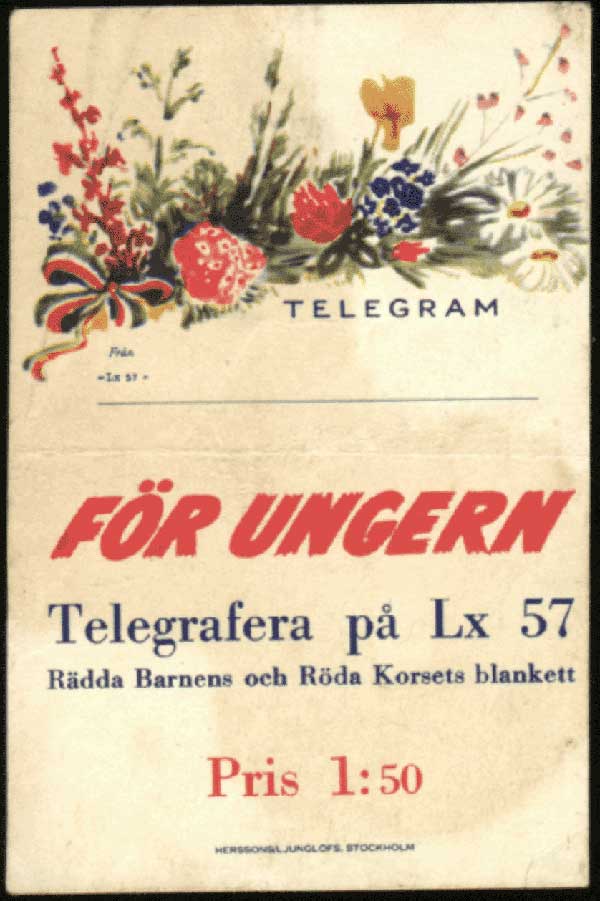 TELEGRAM
Från
=Lx 57 =
FÖR UNGERN
Telegrafera på Lx 57
Rädda Barnens och Röda Korsets blankett
Pris 1:50
HERSSONS/LJUNGLÖFS, STOCKHOLM